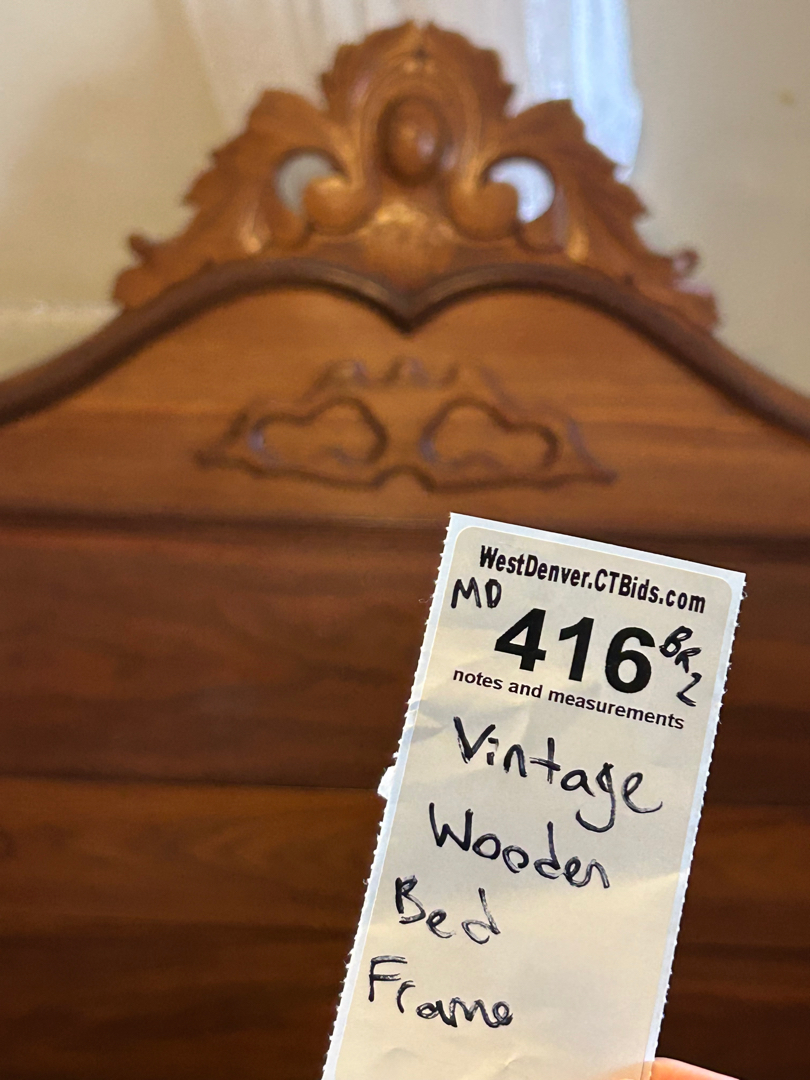 WestDenver.CTBids.com
MD 416 BR2
notes and measurements
Vintage
Wooden
Bed
Frame